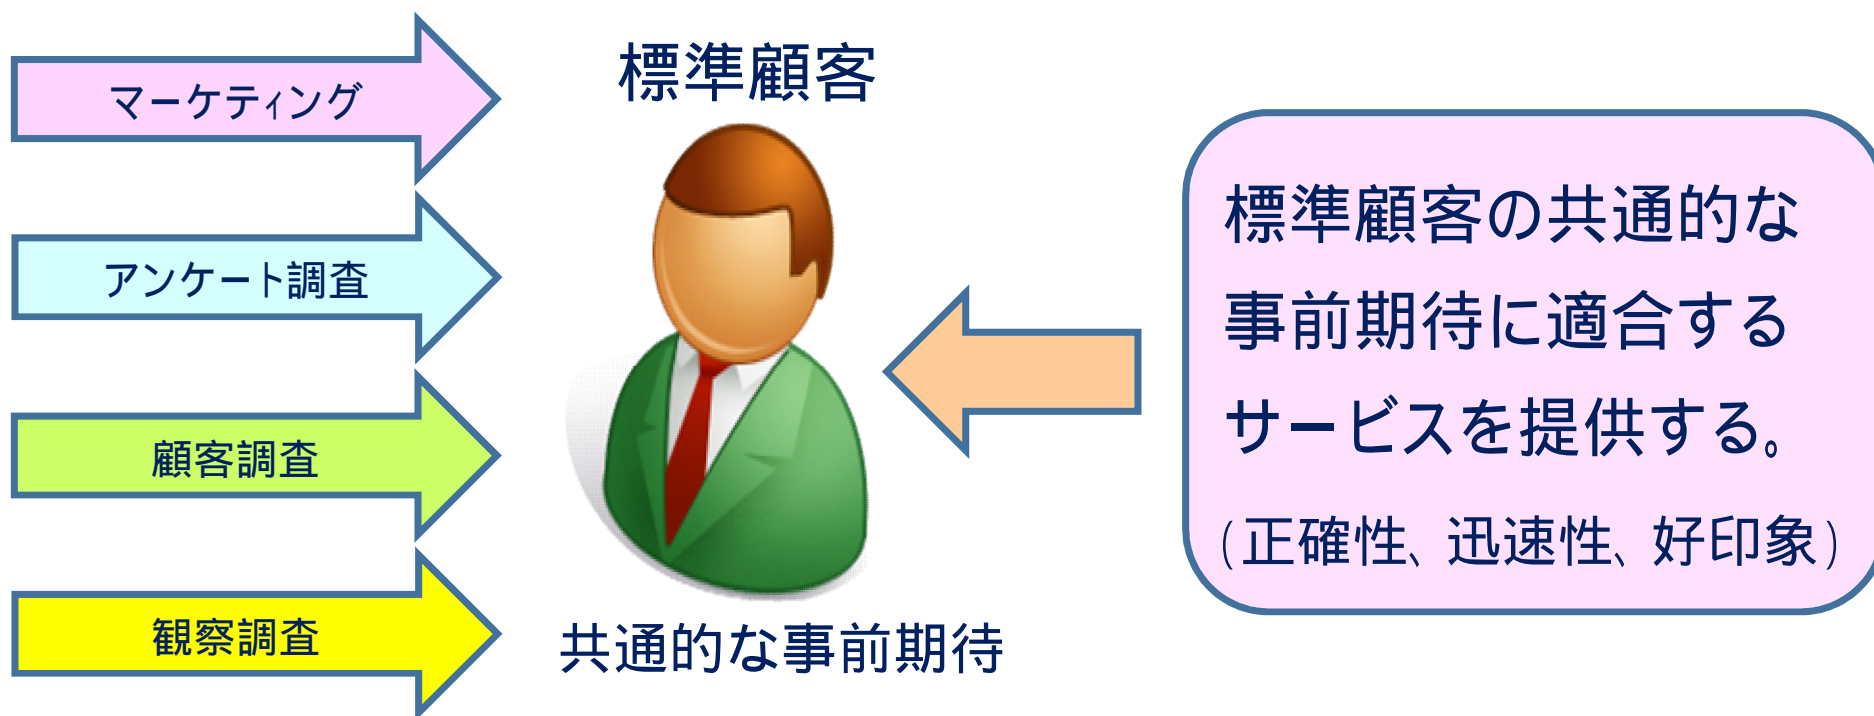 マーケティング
アンケート調査
顧客調査
観察調査
標準顧客
共通的な事前期待
標準顧客の共通的な
事前期待に適合する
サービスを提供する。
（正確性、迅速性、好印象）